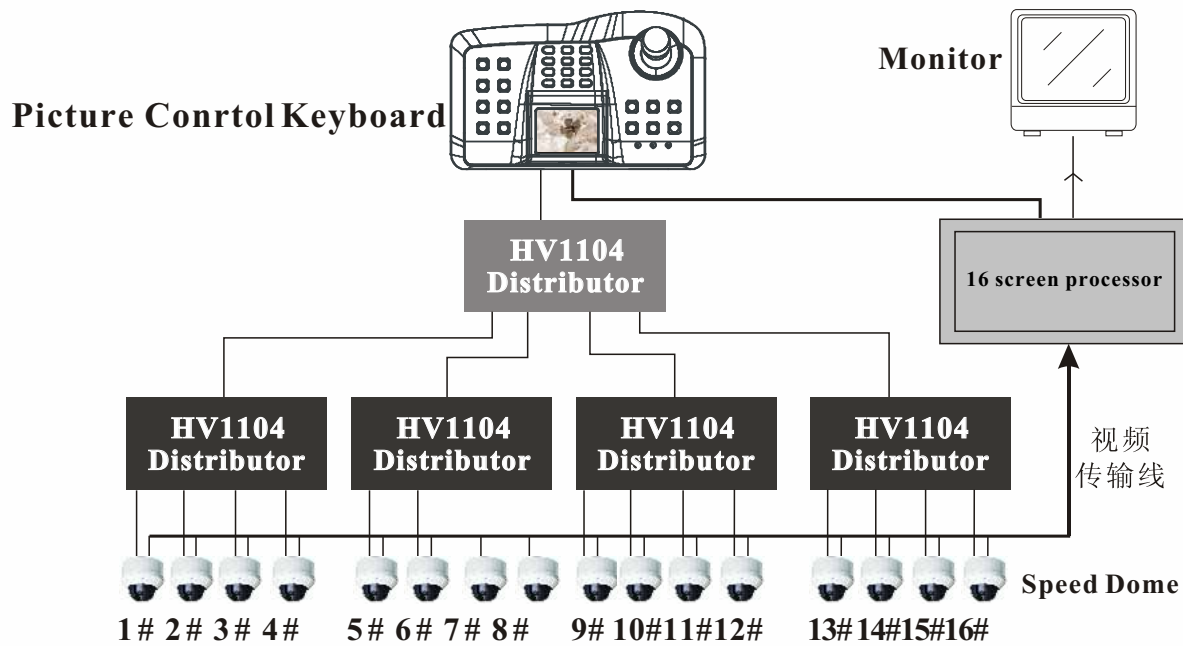 Monitor
Picture Conrtol Keyboard
HV1104
Distributor
16 screen processor
HV1104
Distributor
HV1104
Distributor
HV1104
Distributor
HV1104
Distributor
视频
传输线
Speed Dome
1# 2# 3# 4# 5# 6# 7# 8# 9# 10# 11# 12# 13# 14# 15# 16#